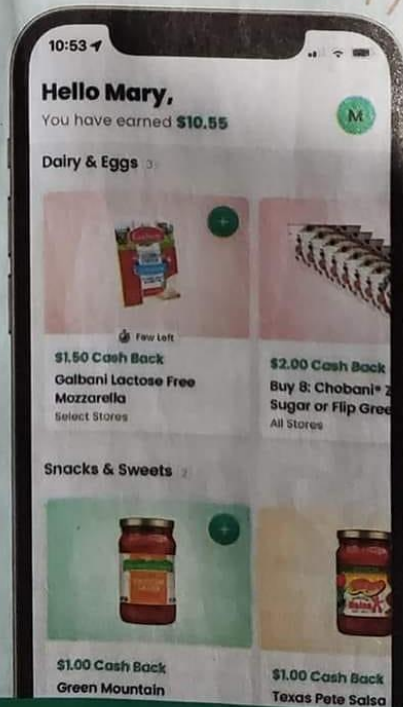 10:53
Hello Mary,
You have earned $10.55
M
Dairy & Eggs 3
Few Left
$1.50 Cash Back
Galbani Lactose Free
Mozzarella
Select Stores
$2.00 Cash Back
Buy 8: Chobani® Z
Sugar or Flip Gree
All Stores
Snacks & Sweets 2
$1.00 Cash Back
Green Mountain
$1.00 Cash Back
Texas Pete Salsa